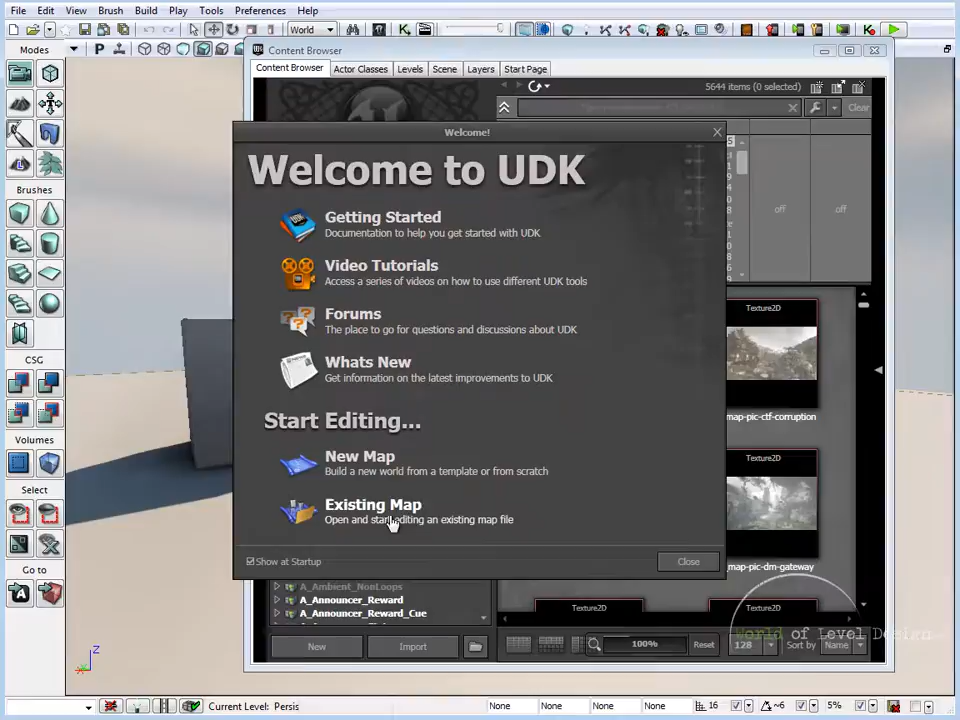 File Edit View Brush Build Play Tools Preferences Help
World
Modes
Content Browser
Content Browser Actor Classes Levels Scene Layers Start Page
5644 items (0 selected)
Clear
off off
Welcome!
Welcome to UDK
Getting Started
Documentation to help you get started with UDK
Video Tutorials
Access a series of videos on how to use different UDK tools
Forums
The place to go for questions and discussions about UDK
Whats New
Get information on the latest improvements to UDK
Start Editing...
New Map
Build a new world from a template or from scratch
Existing Map
Open and start editing an existing map file
Show at Startup
Close
Brushes
CSG
Volumes
Select
Go to
Texture2D
map-pic-ctf-corruption
Texture2D
map-pic-dm-gateway
Texture2D
Texture2D
A_Ambient_NonLoops
A_Announcer_Reward
A_Announcer_Reward_Cue
New Import
100% Reset 128 Sort by Name
World of Level Design
Z
Current Level: Persis
None None None None 16 ~6 5%